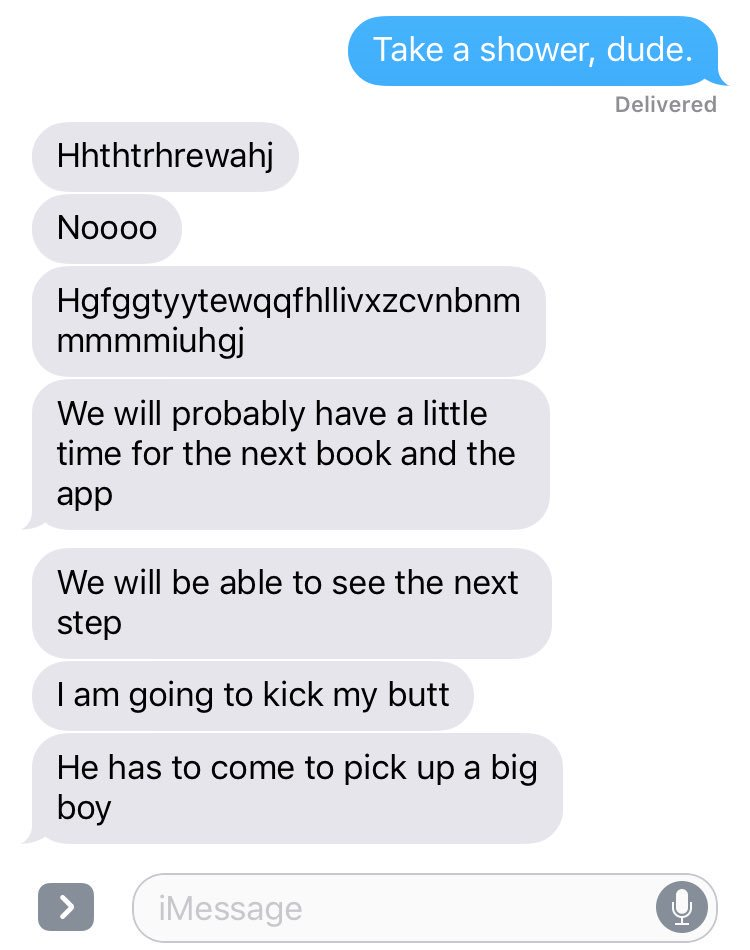 Take a shower, dude.
Delivered
Hhthtrhrewahj
Noooo
Hgfggtyytewqqfhllivxzcvnbnm
mmmmiuhgj
We will probably have a little
time for the next book and the
app
We will be able to see the next
step
I am going to kick my butt
He has to come to pick up a big
boy
iMessage